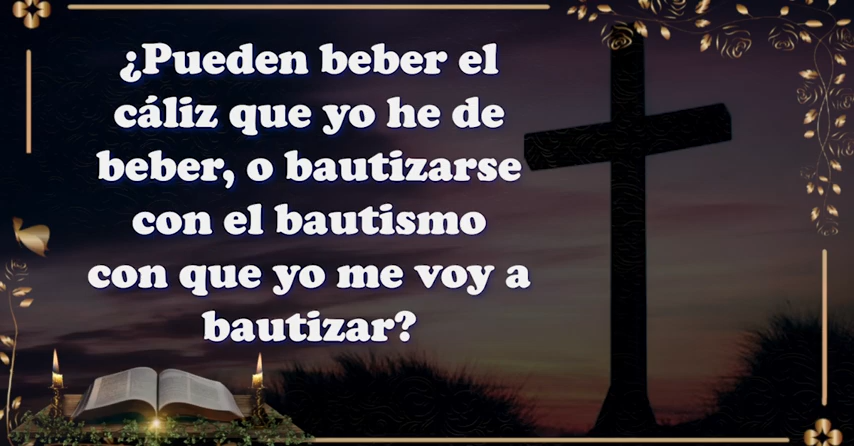 ¿Pueden beber el
cáliz que yo he de
beber, o bautizarse
con el bautismo
con que yo me voy a
bautizar?